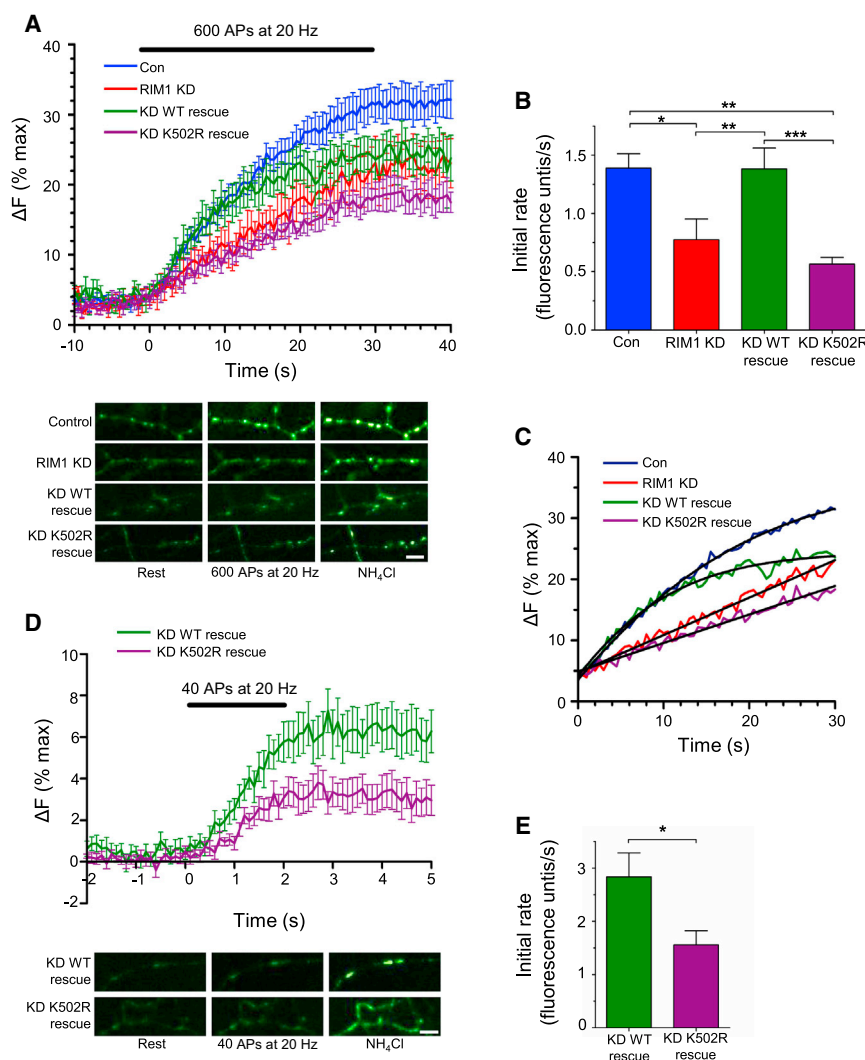 A
600 APs at 20 Hz
Con
RIM1 KD
KD WT rescue
KD K502R rescue
ΔF (% max)
40
30
20
10
0
-10
0
10
20
30
40
Time (s)
Control
RIM1 KD
KD WT
rescue
KD K502R
rescue
Rest
600 APs at 20 Hz
NH₄Cl
B
**
*
**
***
Initial rate
(fluorescence untis/s)
1.5
1.0
0.5
0.0
Con
RIM1 KD
KD WT
rescue
KD K502R
rescue
C
Con
RIM1 KD
KD WT rescue
KD K502R rescue
ΔF (% max)
40
30
20
10
0
0
10
20
30
Time (s)
D
KD WT rescue
KD K502R rescue
40 APs at 20 Hz
ΔF (% max)
8
6
4
2
0
-2
-2
-1
0
1
2
3
4
5
Time (s)
KD WT
rescue
KD K502R
rescue
Rest
40 APs at 20 Hz
NH₄Cl
E
*
Initial rate
(fluorescence untis/s)
3
2
1
0
KD WT
rescue
KD K502R
rescue